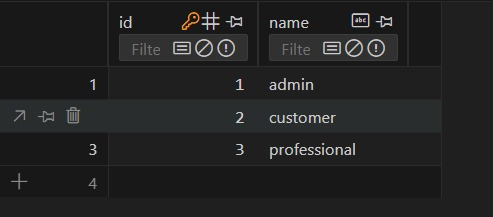 id name
Filte Filte
1 1 admin
2 customer
3 3 professional
4